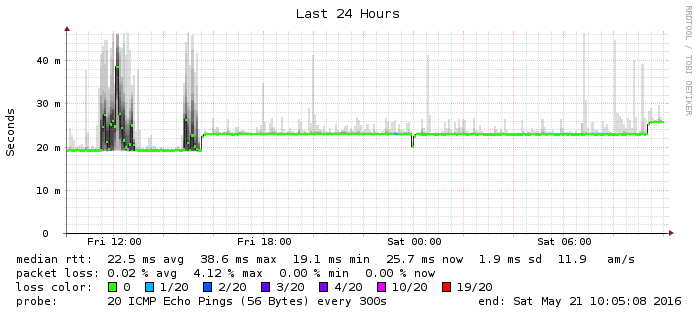 Last 24 Hours
RRDTOOL / TOBI OETIKER
Seconds
40 m
30 m
20 m
10 m
0
Fri 12:00 Fri 18:00 Sat 00:00 Sat 06:00
median rtt: 22.5 ms avg 38.6 ms max 19.1 ms min 25.7 ms now 1.9 ms sd 11.9 am/s
packet loss: 0.02 % avg 4.12 % max 0.00 % min 0.00 % now
loss color: 0 1/20 2/20 3/20 4/20 10/20 19/20
probe: 20 ICMP Echo Pings (56 Bytes) every 300s end: Sat May 21 10:05:08 2016